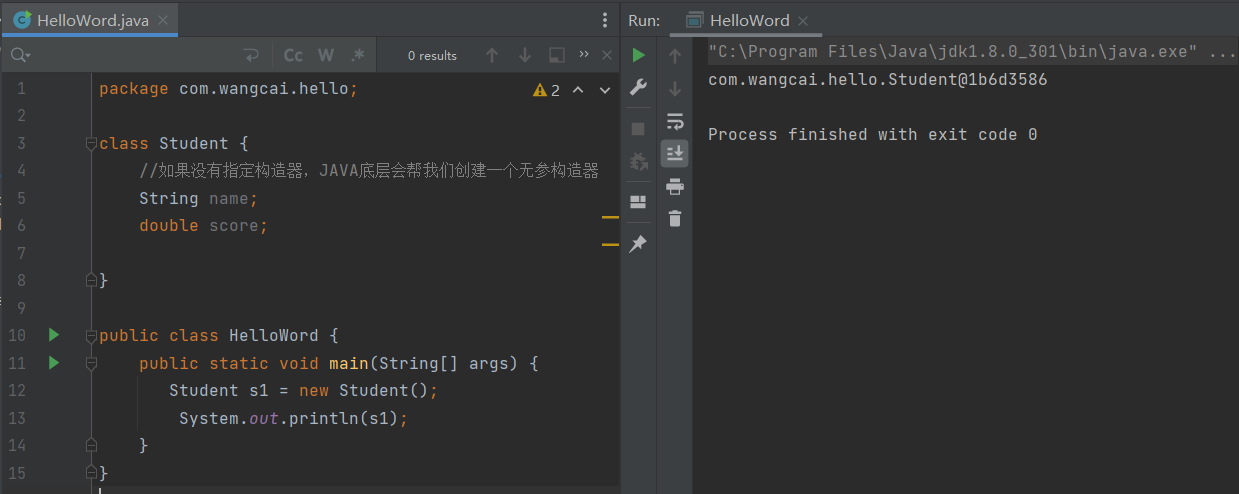 HelloWord.java
Run: HelloWord
Cc W .* 0 results
1 package com.wangcai.hello; 2
2
3 class Student {
4 //如果没有指定构造器，JAVA底层会帮我们创建一个无参构造器
5 String name;
6 double score;
7
8 }
9
10 public class HelloWord {
11 public static void main(String[] args) {
12 Student s1 = new Student();
13 System.out.println(s1);
14 }
15 }
"C:\Program Files\Java\jdk1.8.0_301\bin\java.exe" ...
com.wangcai.hello.Student@1b6d3586
Process finished with exit code 0